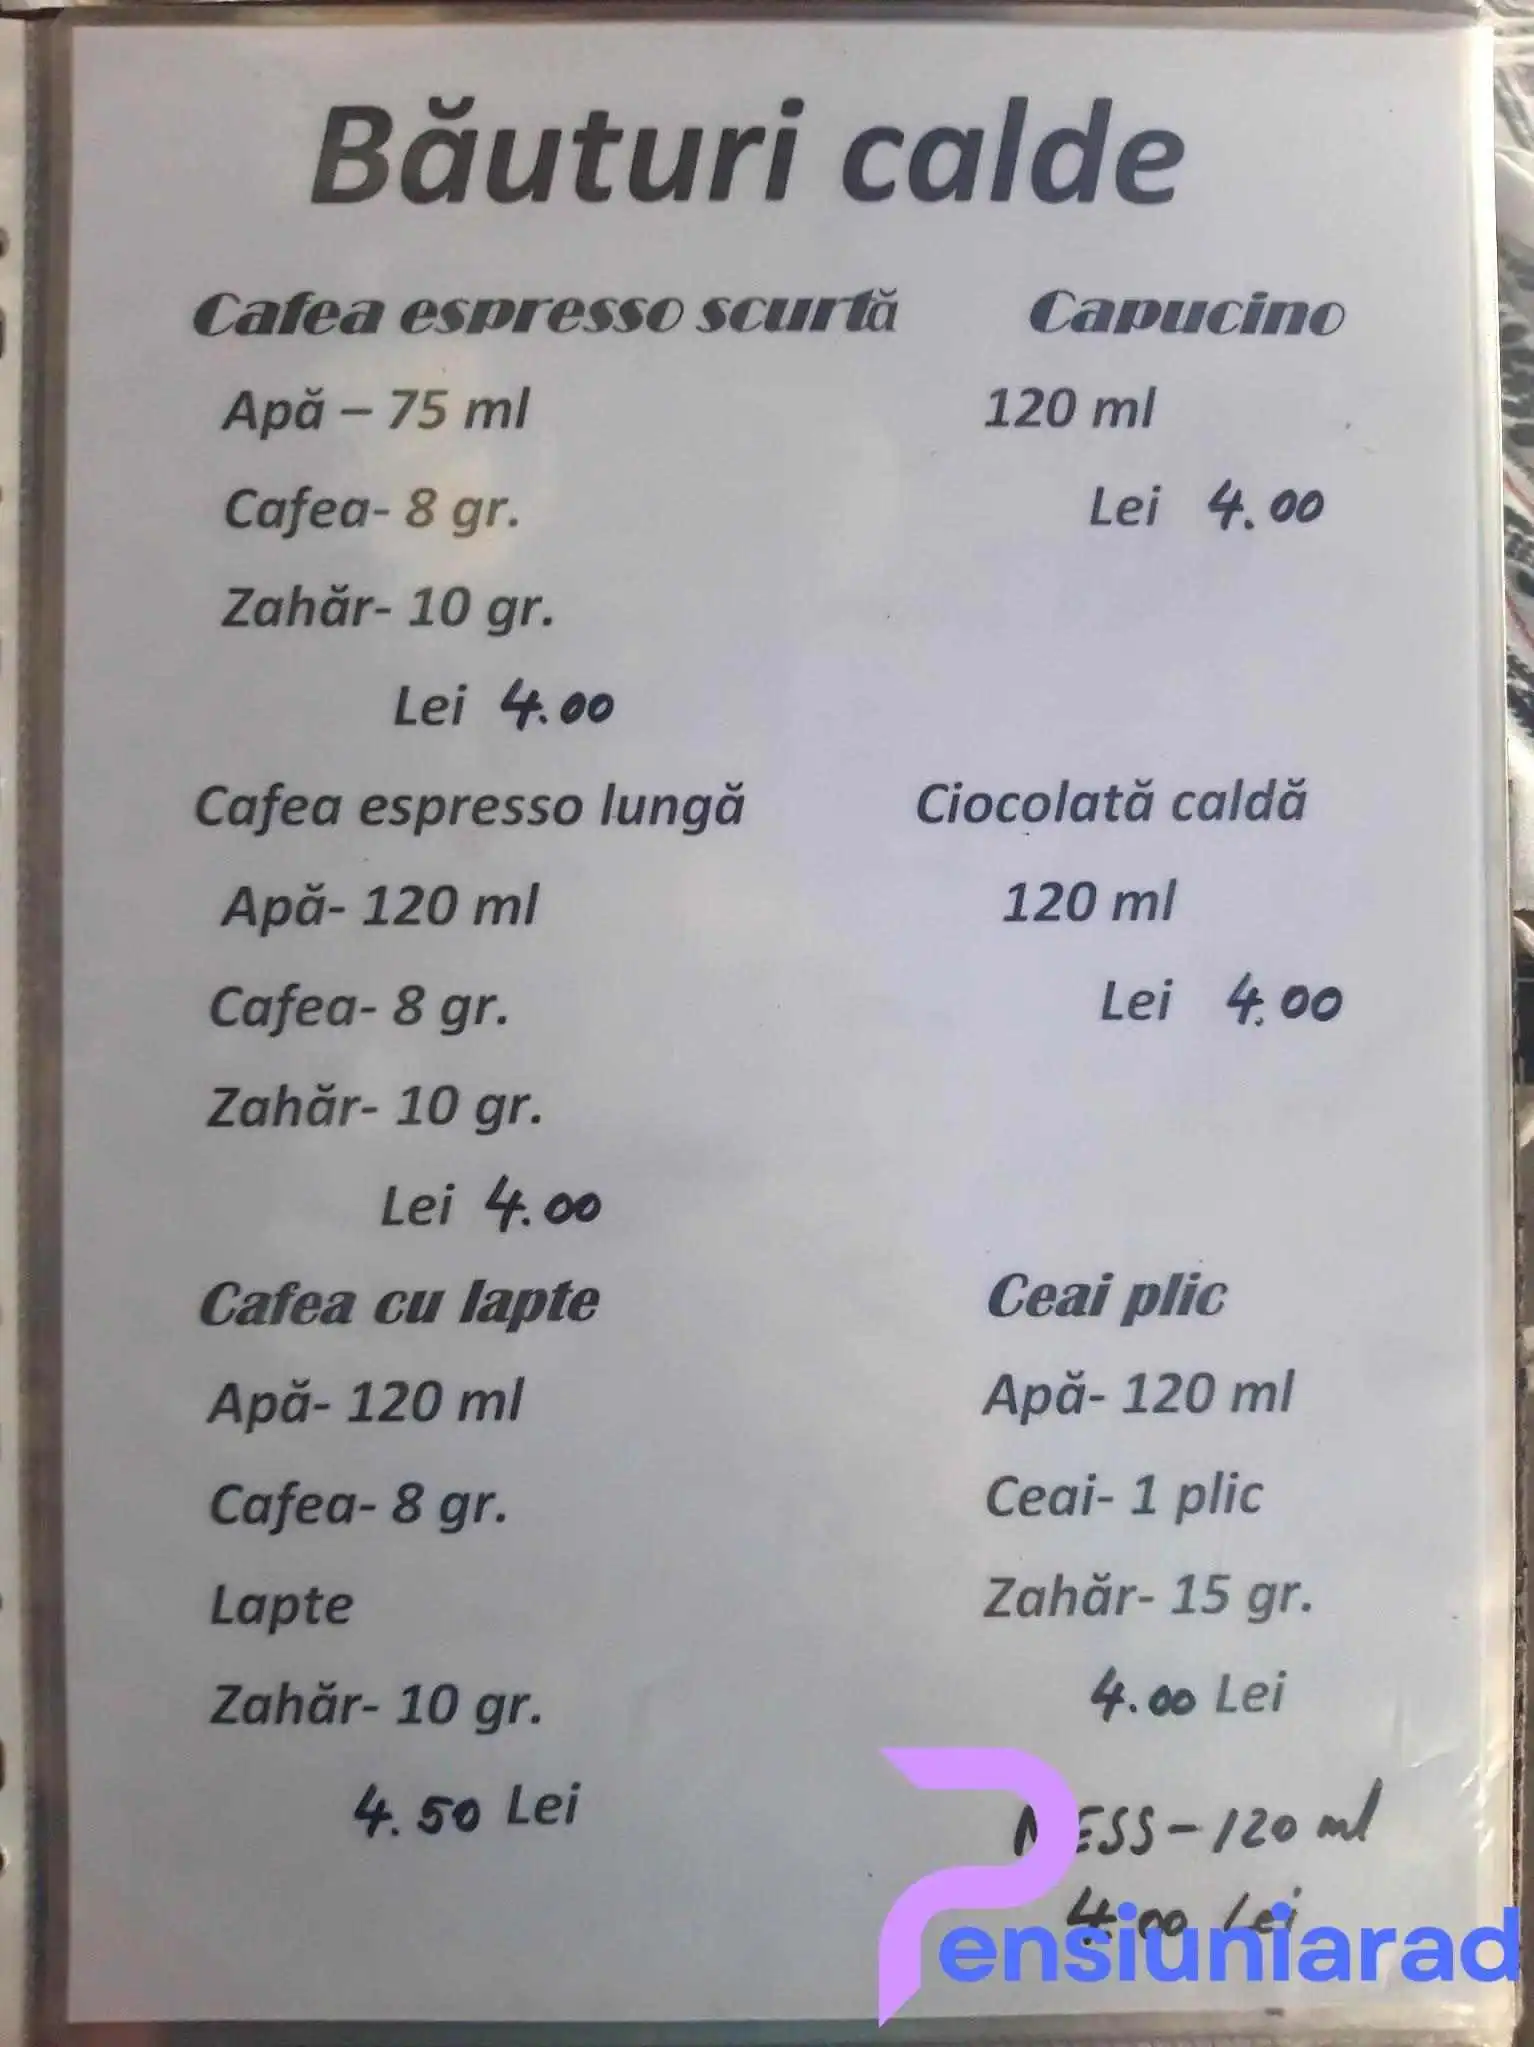 Băuturi calde
Cafea espresso scurtă
Apă – 75 ml
Cafea- 8 gr.
Zahăr- 10 gr.
Lei 4.00
Capucino
120 ml
Lei 4.00
Cafea espresso lungă
Apă- 120 ml
Cafea- 8 gr.
Zahăr- 10 gr.
Lei 4.00
Ciocolată caldă
120 ml
Lei 4.00
Cafea cu lapte
Apă- 120 ml
Cafea- 8 gr.
Lapte
Zahăr- 10 gr.
4.50 Lei
Ceai plic
Apă- 120 ml
Ceai- 1 plic
Zahăr- 15 gr.
4.00 Lei
NESS - 120 ml
4.00 Lei
Pensiuniarad